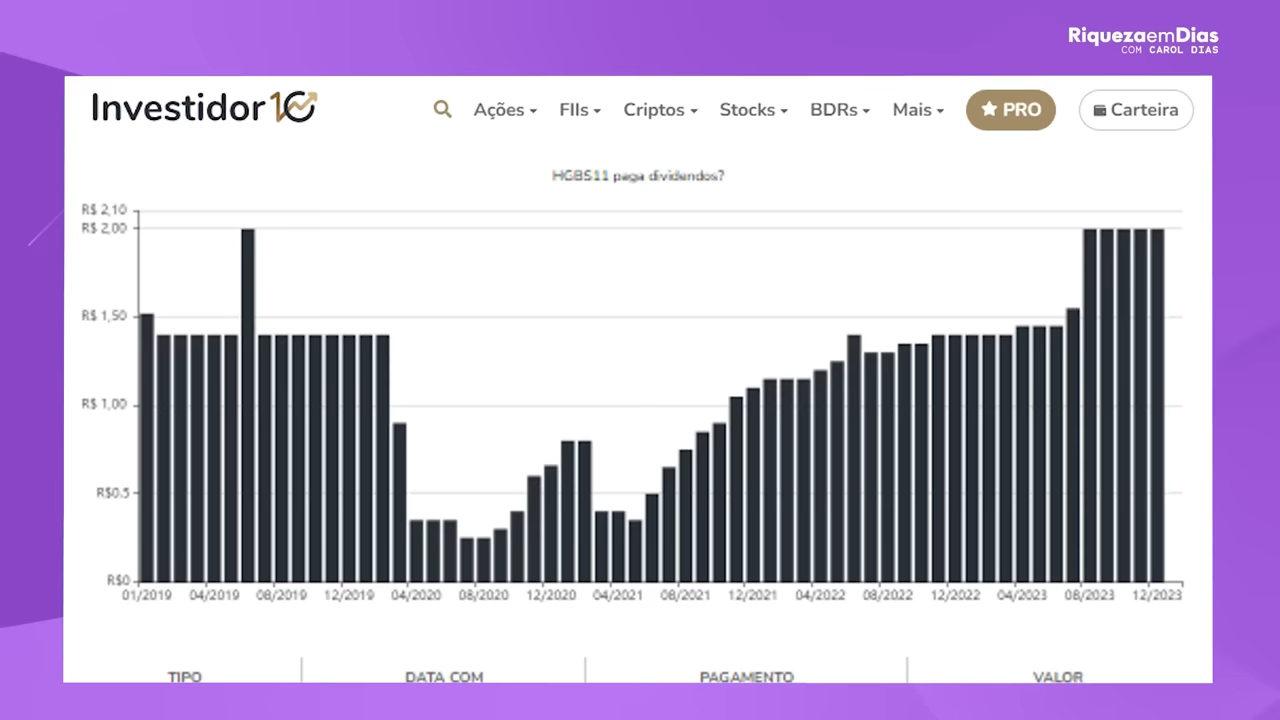 RiquezaemDias
COM CAROL DIAS
Investidor10
Ações
FIIs
Criptos
Stocks
BDRs
Mais
PRO
Carteira
HGBS11 paga dividendos?
R$ 2,10
R$ 2,00
R$ 1,50
R$ 1,00
R$0.5
R$0
01/2019 04/2019 08/2019 12/2019 04/2020 08/2020 12/2020 04/2021 08/2021 12/2021 04/2022 08/2022 12/2022 04/2023 08/2023 12/2023
TIPO DATA COM PAGAMENTO VALOR